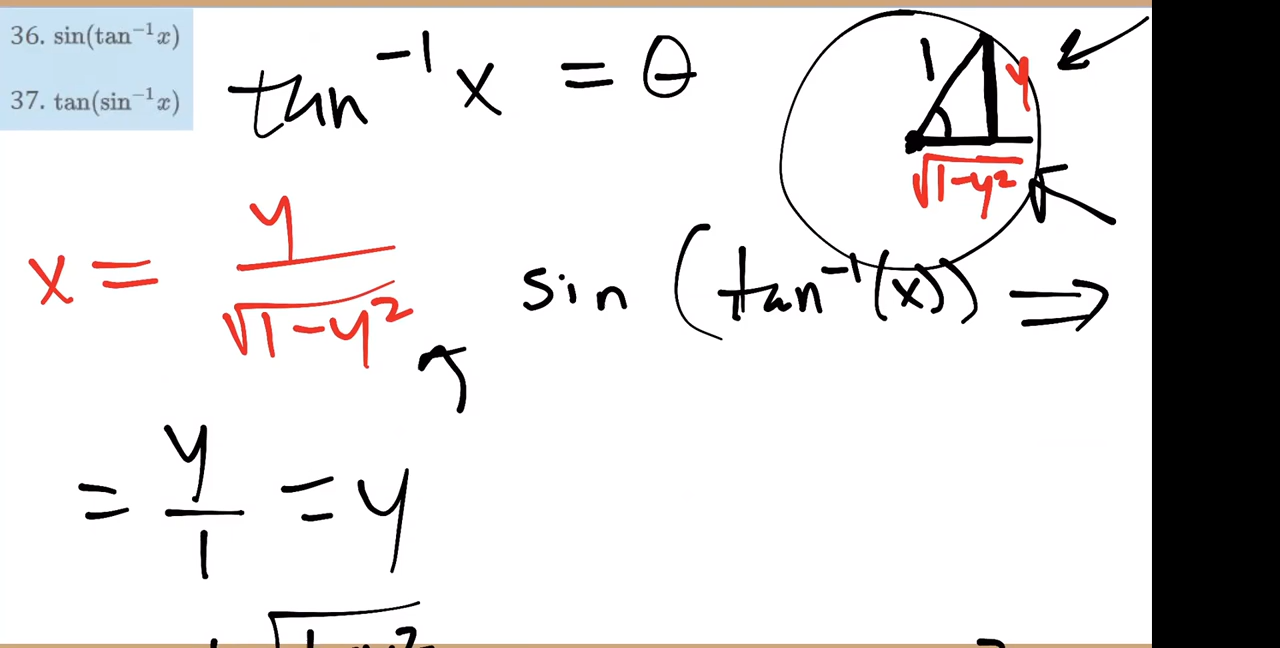 36. sin(tan⁻¹x)
37. tan(sin⁻¹x)
tan⁻¹ x = θ
1
y
√1-y²
x = y / √1-y²
sin (tan⁻¹(x)) ⇒
= y / 1 = y